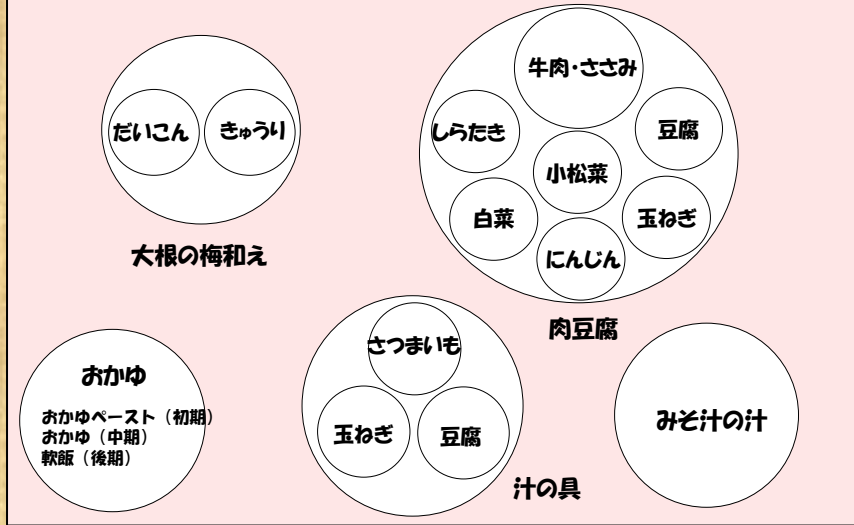 だいこん
きゅうり
大根の梅和え
牛肉・ささみ
しらたき
豆腐
小松菜
白菜
玉ねぎ
にんじん
肉豆腐
おかゆ
おかゆペースト（初期）
おかゆ（中期）
軟飯（後期）
さつまいも
玉ねぎ
豆腐
汁の具
みそ汁の汁